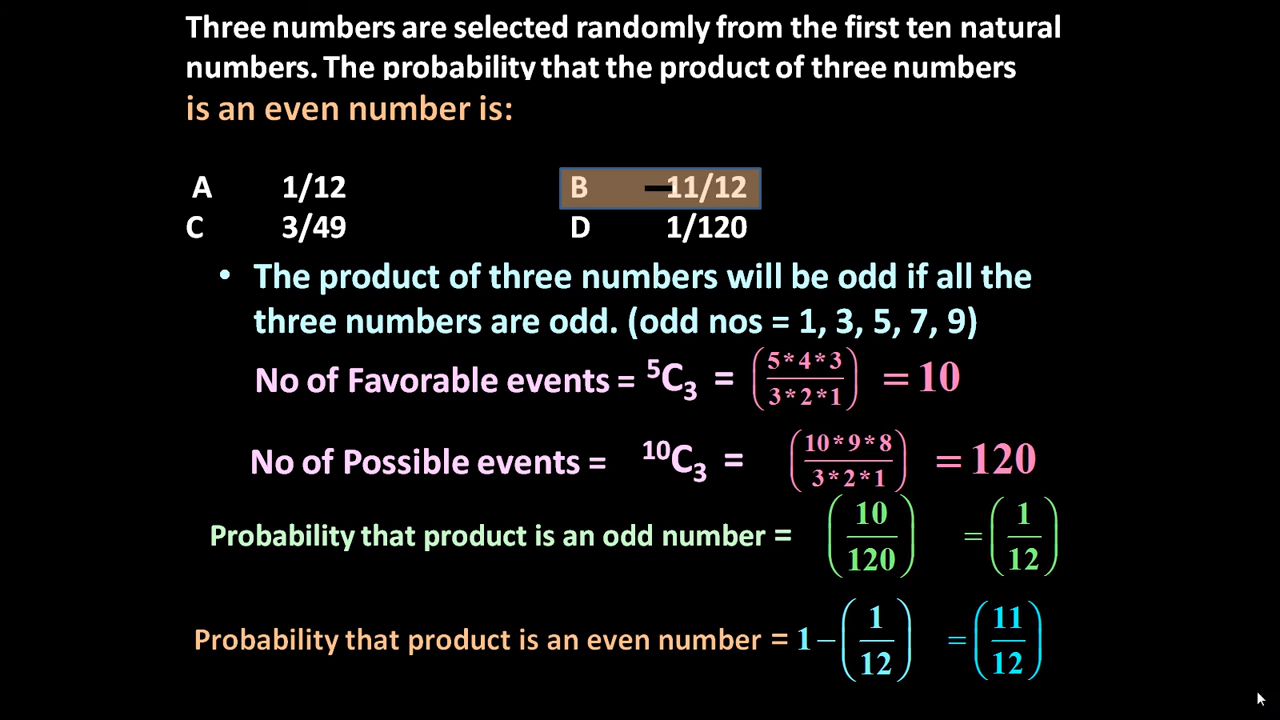 Three numbers are selected randomly from the first ten natural
numbers. The probability that the product of three numbers
is an even number is:
A 1/12 B 11/12
C 3/49 D 1/120
• The product of three numbers will be odd if all the
three numbers are odd. (odd nos = 1, 3, 5, 7, 9)
No of Favorable events = ⁵C₃ = (5*4*3 / 3*2*1) = 10
No of Possible events = ¹⁰C₃ = (10*9*8 / 3*2*1) = 120
Probability that product is an odd number = (10/120) = (1/12)
Probability that product is an even number = 1 − (1/12) = (11/12)